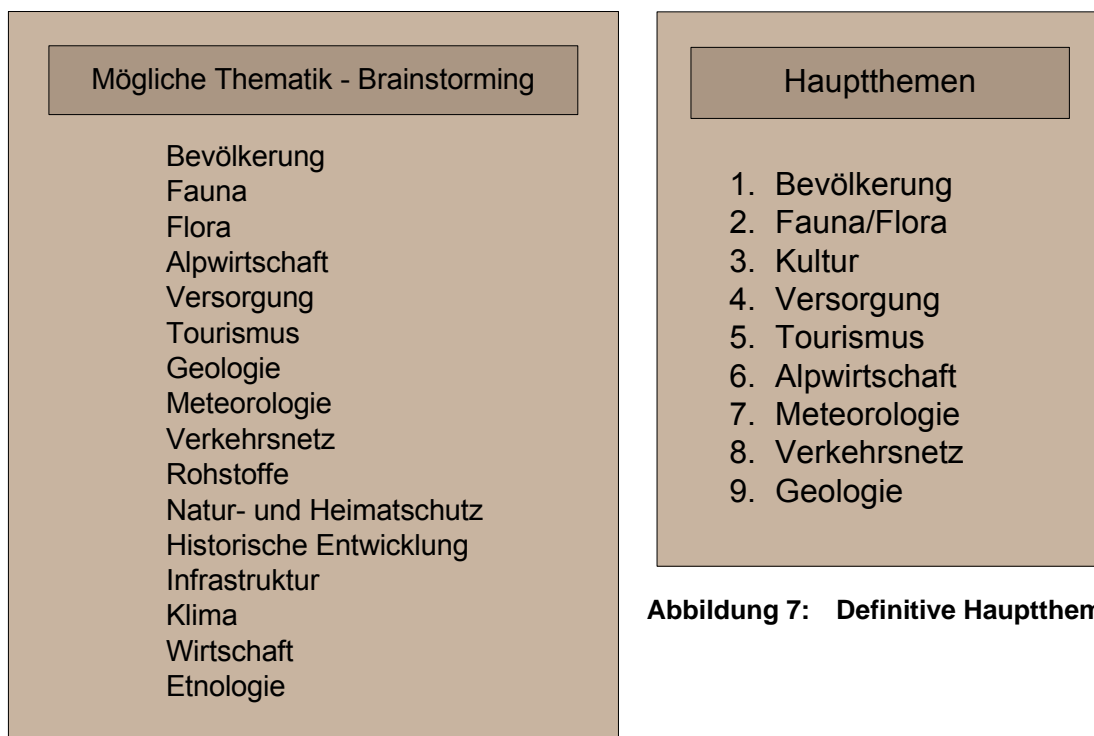 Mögliche Thematik - Brainstorming
Bevölkerung
Fauna
Flora
Alpwirtschaft
Versorgung
Tourismus
Geologie
Meteorologie
Verkehrsnetz
Rohstoffe
Natur- und Heimatschutz
Historische Entwicklung
Infrastruktur
Klima
Wirtschaft
Etnologie
Hauptthemen
1. Bevölkerung
2. Fauna/Flora
3. Kultur
4. Versorgung
5. Tourismus
6. Alpwirtschaft
7. Meteorologie
8. Verkehrsnetz
9. Geologie
Abbildung 7: Definitive